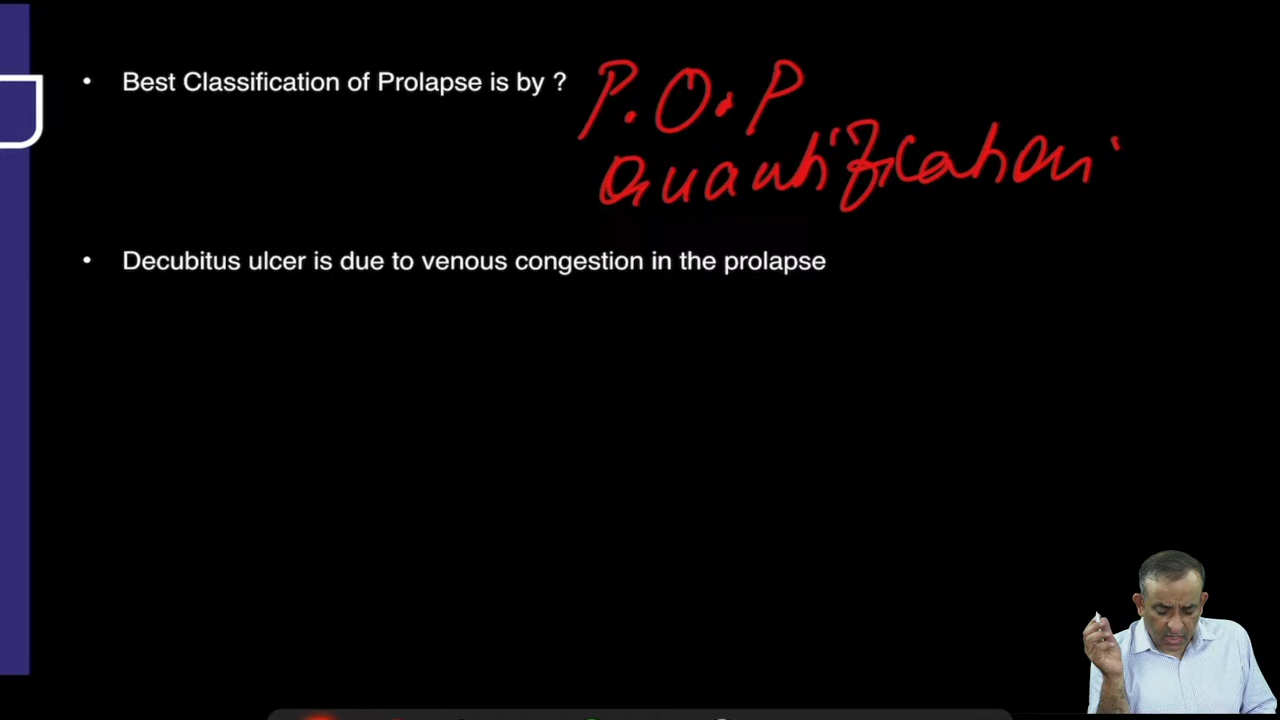 • Best Classification of Prolapse is by ? P.O.P
Quantification
• Decubitus ulcer is due to venous congestion in the prolapse